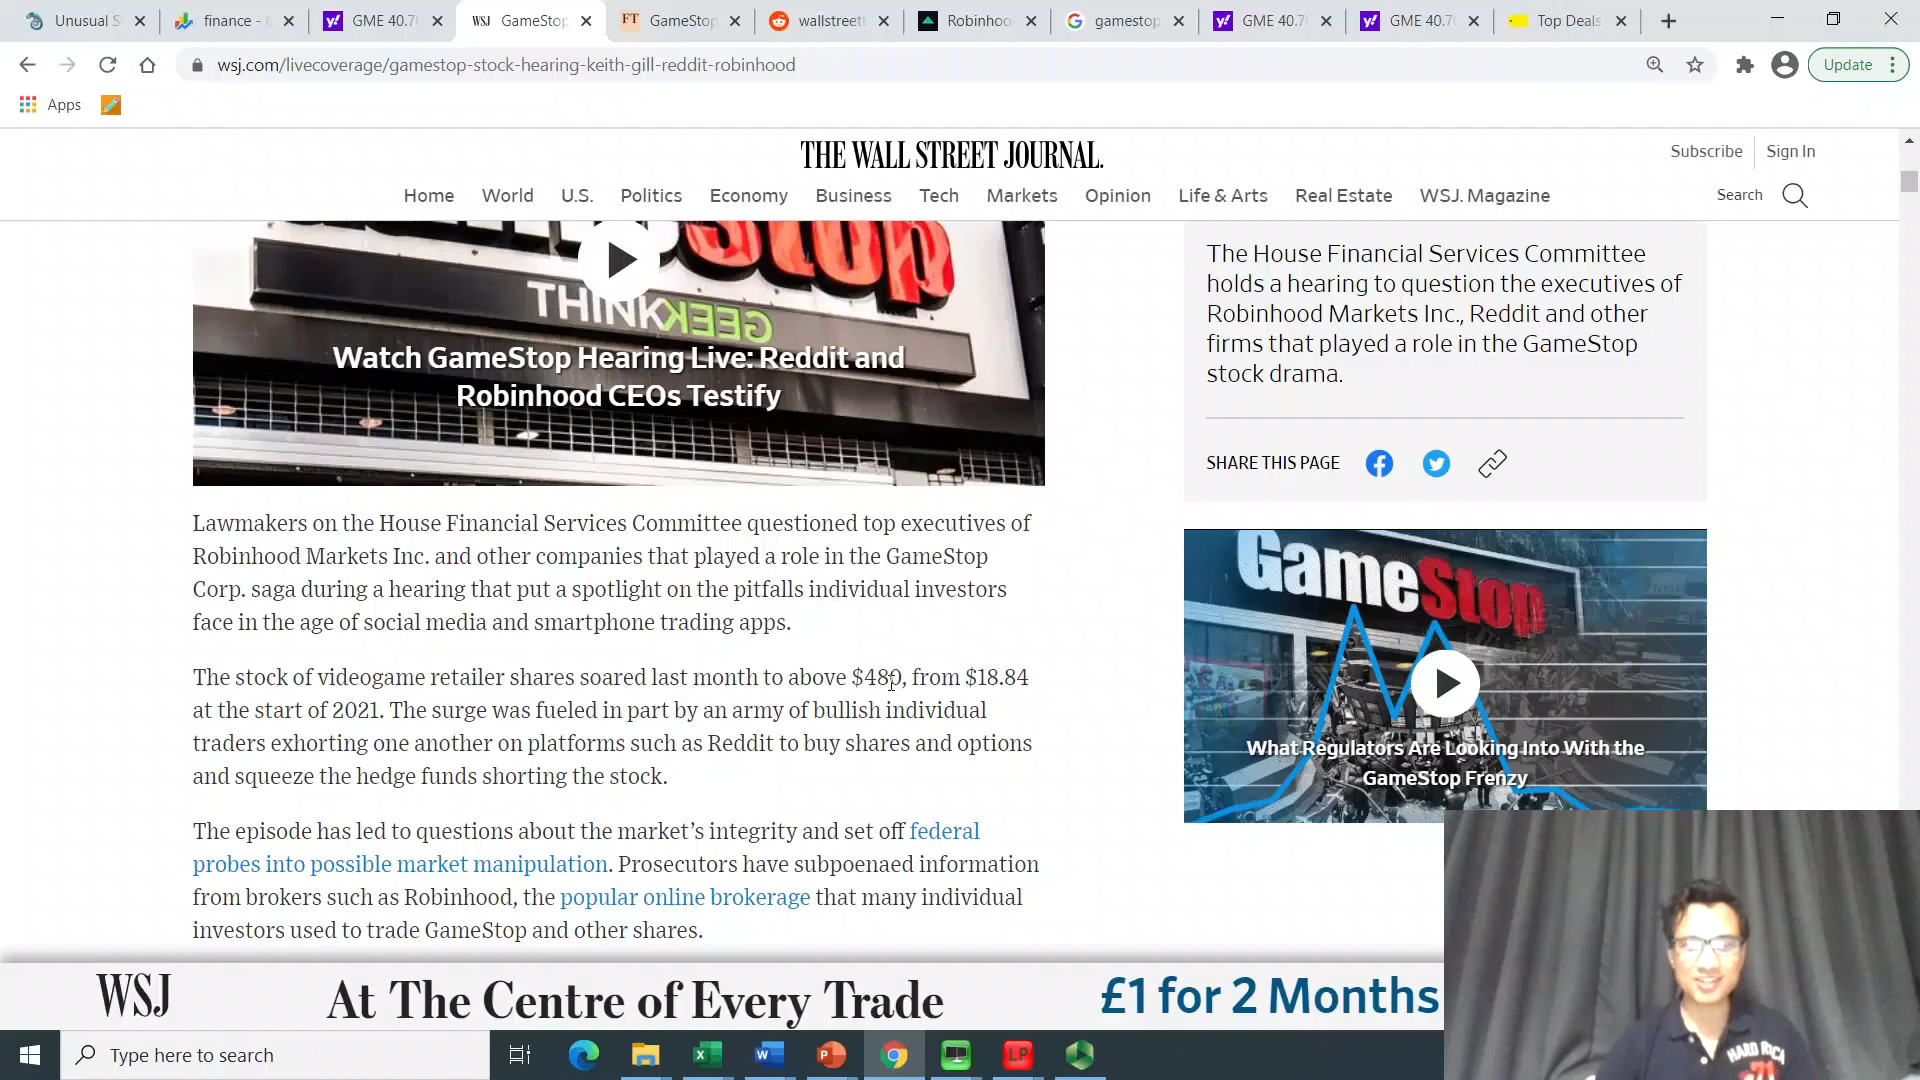 Unusual S
finance -
GME 40.7
GameStop
GameStop
wallstreet
Robinhoo
gamestop
GME 40.7
GME 40.7
Top Deals
wsj.com/livecoverage/gamestop-stock-hearing-keith-gill-reddit-robinhood
Update
Apps
THE WALL STREET JOURNAL.
Subscribe
Sign In
Home World U.S. Politics Economy Business Tech Markets Opinion Life & Arts Real Estate WSJ. Magazine
Search
THINKGEEK
Watch GameStop Hearing Live: Reddit and
Robinhood CEOs Testify
Lawmakers on the House Financial Services Committee questioned top executives of
Robinhood Markets Inc. and other companies that played a role in the GameStop
Corp. saga during a hearing that put a spotlight on the pitfalls individual investors
face in the age of social media and smartphone trading apps.
The stock of videogame retailer shares soared last month to above $480, from $18.84
at the start of 2021. The surge was fueled in part by an army of bullish individual
traders exhorting one another on platforms such as Reddit to buy shares and options
and squeeze the hedge funds shorting the stock.
The episode has led to questions about the market’s integrity and set off federal
probes into possible market manipulation. Prosecutors have subpoenaed information
from brokers such as Robinhood, the popular online brokerage that many individual
investors used to trade GameStop and other shares.
The House Financial Services Committee
holds a hearing to question the executives of
Robinhood Markets Inc., Reddit and other
firms that played a role in the GameStop
stock drama.
SHARE THIS PAGE
GameStop
What Regulators Are Looking Into With the
GameStop Frenzy
WSJ
At The Centre of Every Trade
£1 for 2 Months
HARD RICA
Type here to search